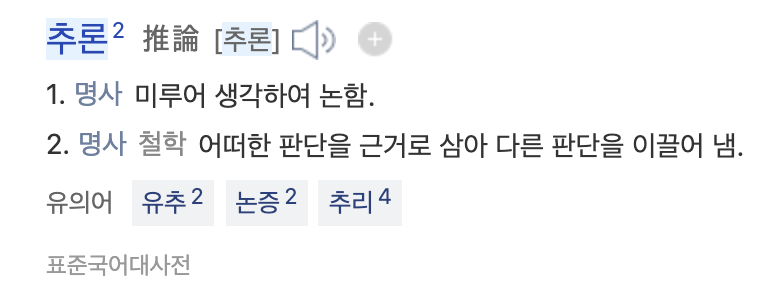 추론2 推論 [추론]
1. 명사 미루어 생각하여 논함.
2. 명사 철학 어떠한 판단을 근거로 삼아 다른 판단을 이끌어 냄.
유의어 유추2 논증2 추리4
표준국어대사전